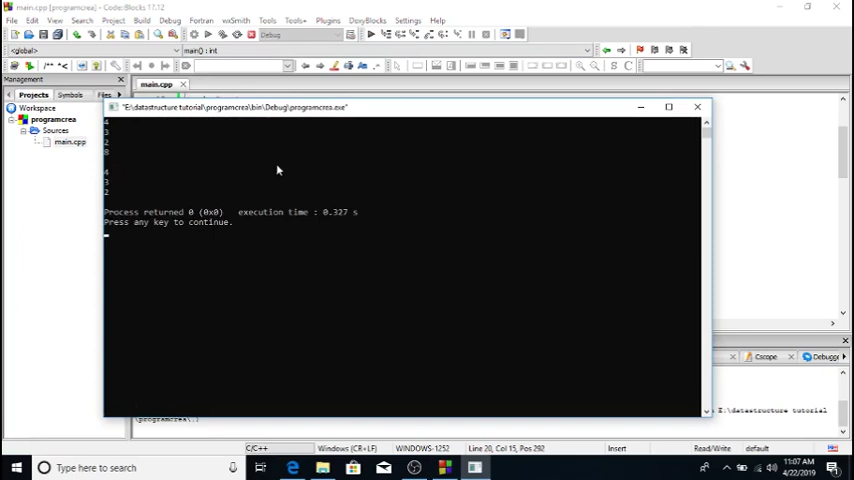 main.cpp [programcrea] - Code::Blocks 17.12
File Edit View Search Project Build Debug Fortran wxSmith Tools Tools+ Plugins DoxyBlocks Settings Help
Debug
<global> main() : int
/** *<
S C
Management
Projects Symbols Files
main.cpp
Workspace
programcrea
Sources
main.cpp
"E:\datastructure tutorial\programcrea\bin\Debug\programcrea.exe"
4
3
2
8
4
3
2
Process returned 0 (0x0) execution time : 0.327 s
Press any key to continue.
Cscope Debugge
E:\datastructure tutorial
\programcrea\.)
C/C++ Windows (CR+LF) WINDOWS-1252 Line 20, Col 15, Pos 292 Insert Read/Write default
Type here to search
11:07 AM
4/22/2019